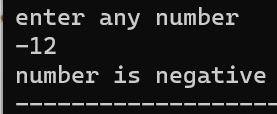 enter any number
-12
number is negative
-------------------